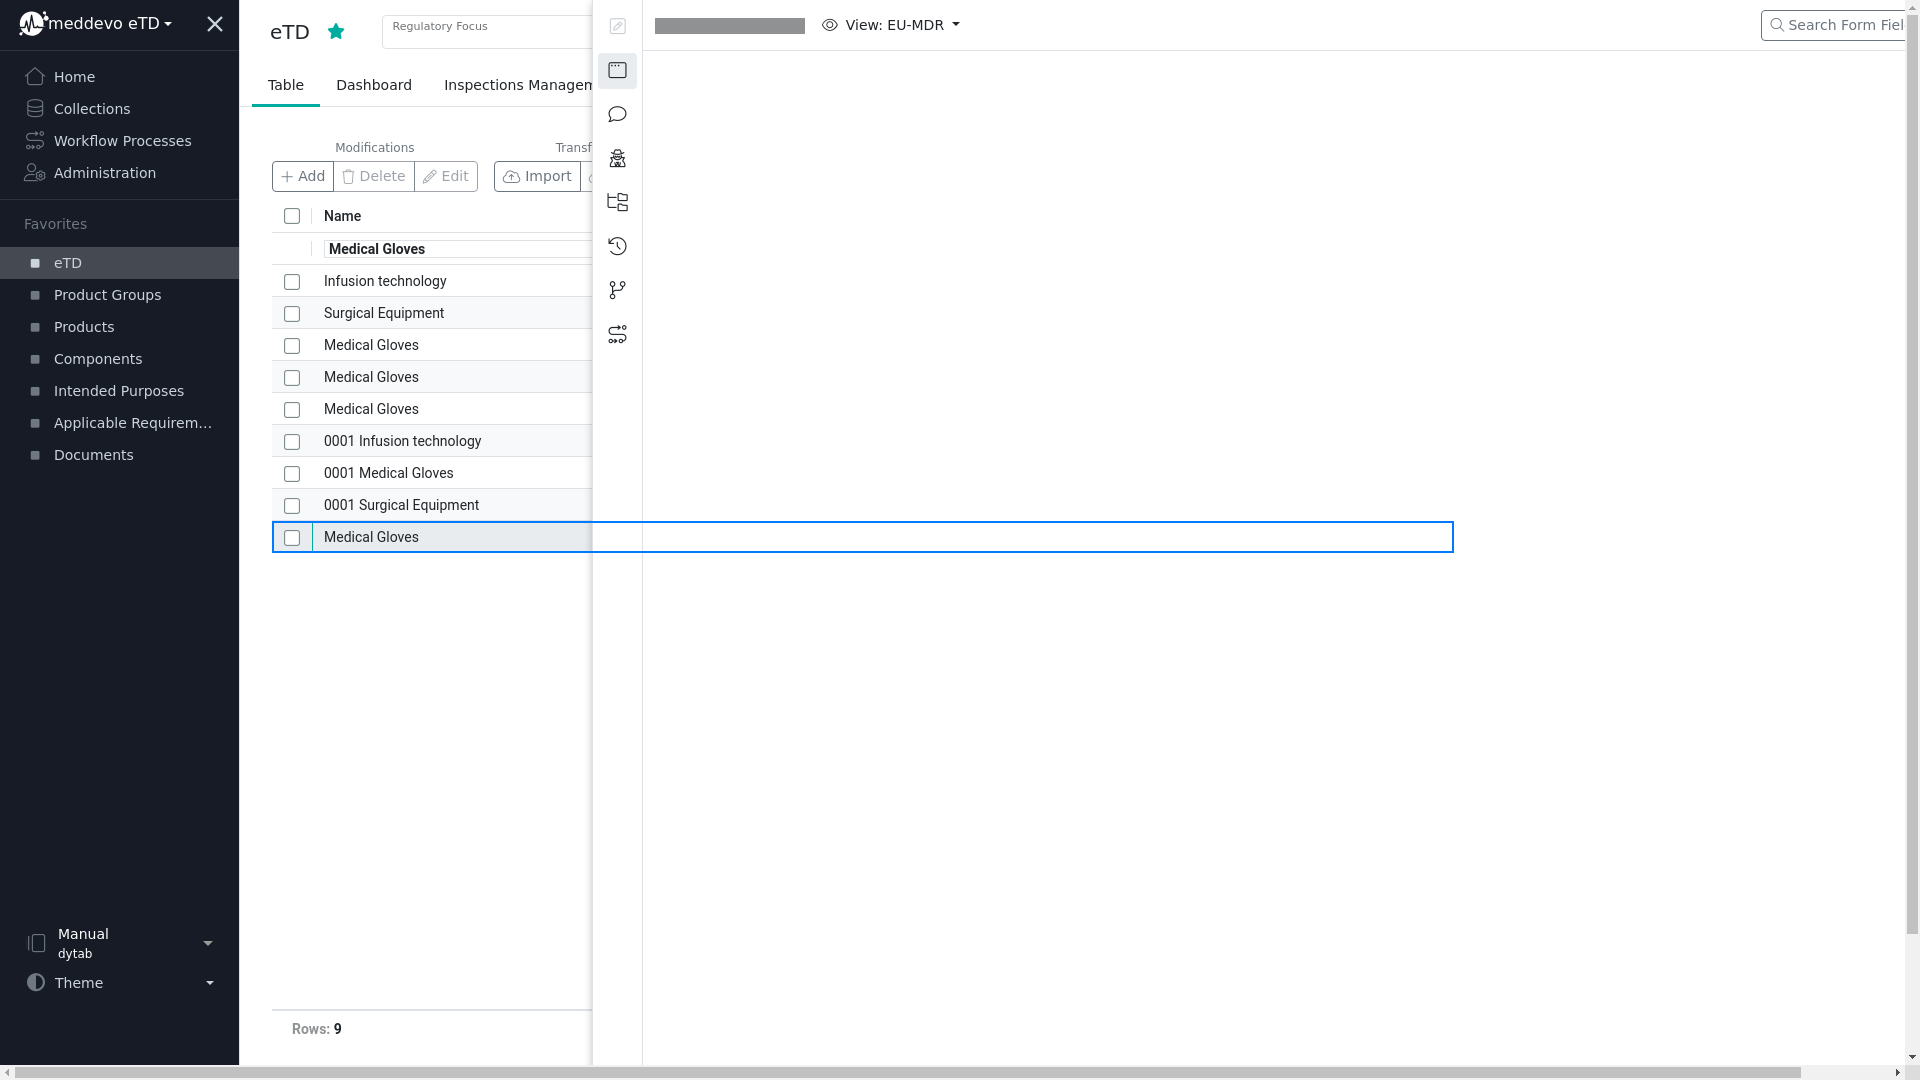 meddevo eTD
Home
Collections
Workflow Processes
Administration
Favorites
eTD
Product Groups
Products
Components
Intended Purposes
Applicable Requirem...
Documents
Manual
dytab
Theme
eTD
Regulatory Focus
Table
Dashboard
Inspections Managem
Modifications
Transf
Add
Delete
Edit
Import
Name
Medical Gloves
Infusion technology
Surgical Equipment
Medical Gloves
Medical Gloves
Medical Gloves
0001 Infusion technology
0001 Medical Gloves
0001 Surgical Equipment
Medical Gloves
Rows: 9
View: EU-MDR
Search Form Fiel